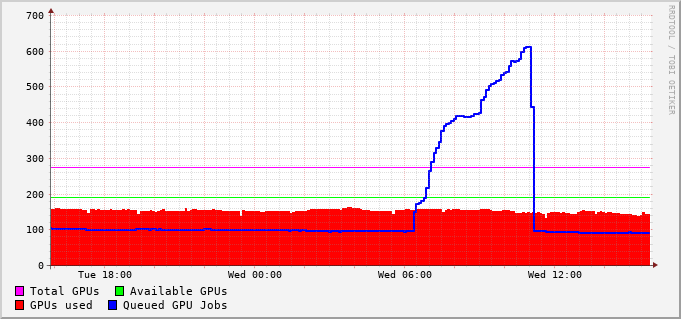 700
600
500
400
300
200
100
0
Tue 18:00 Wed 00:00 Wed 06:00 Wed 12:00
Total GPUs Available GPUs
GPUs used Queued GPU Jobs
RRDTOOL / TOBI OETIKER